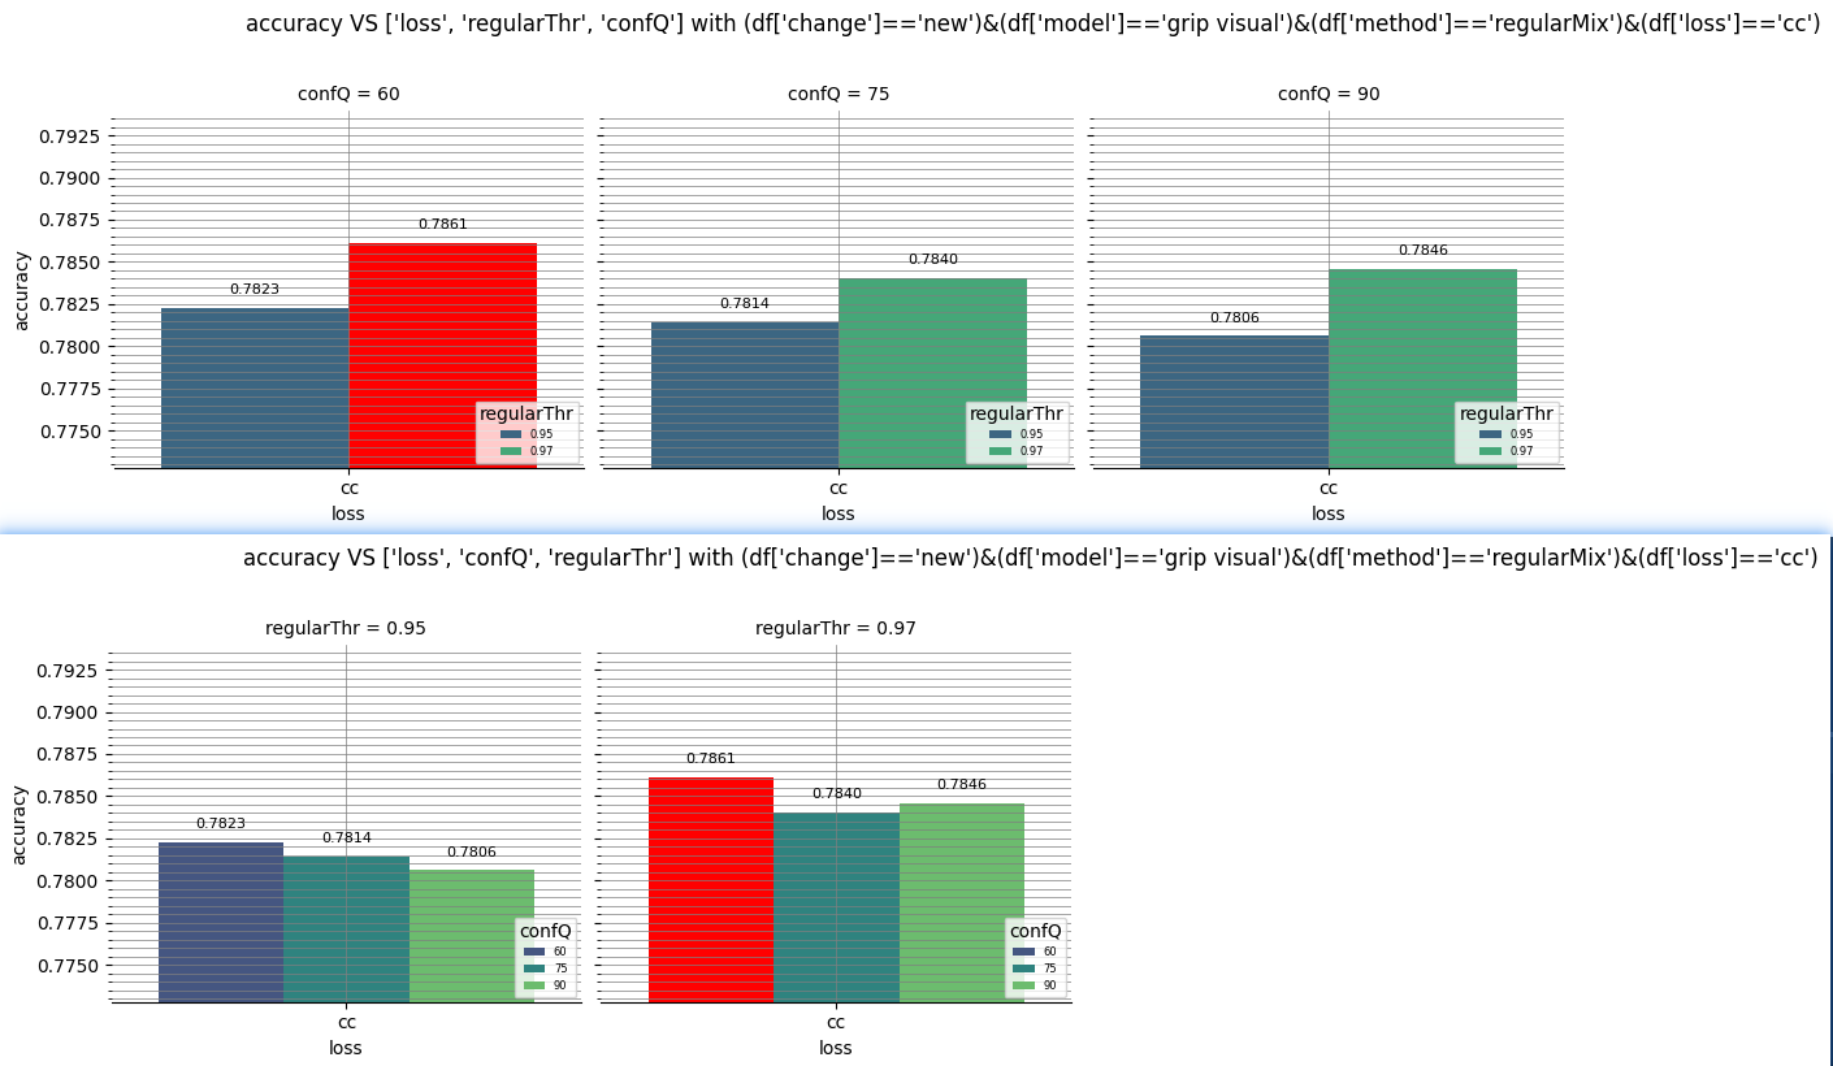 accuracy VS ['loss', 'regularThr', 'confQ'] with (df['change']=='new')&(df['model']=='grip visual')&(df['method']=='regularMix')&(df['loss']=='cc')
confQ = 60
confQ = 75
confQ = 90
accuracy
0.7925
0.7900
0.7875
0.7850
0.7825
0.7800
0.7775
0.7750
0.7823
0.7861
regularThr
0.95
0.97
cc
loss
0.7814
0.7840
regularThr
0.95
0.97
cc
loss
0.7806
0.7846
regularThr
0.95
0.97
cc
loss
accuracy VS ['loss', 'confQ', 'regularThr'] with (df['change']=='new')&(df['model']=='grip visual')&(df['method']=='regularMix')&(df['loss']=='cc')
regularThr = 0.95
regularThr = 0.97
accuracy
0.7925
0.7900
0.7875
0.7850
0.7825
0.7800
0.7775
0.7750
0.7823
0.7814
0.7806
confQ
60
75
90
cc
loss
0.7861
0.7840
0.7846
confQ
60
75
90
cc
loss